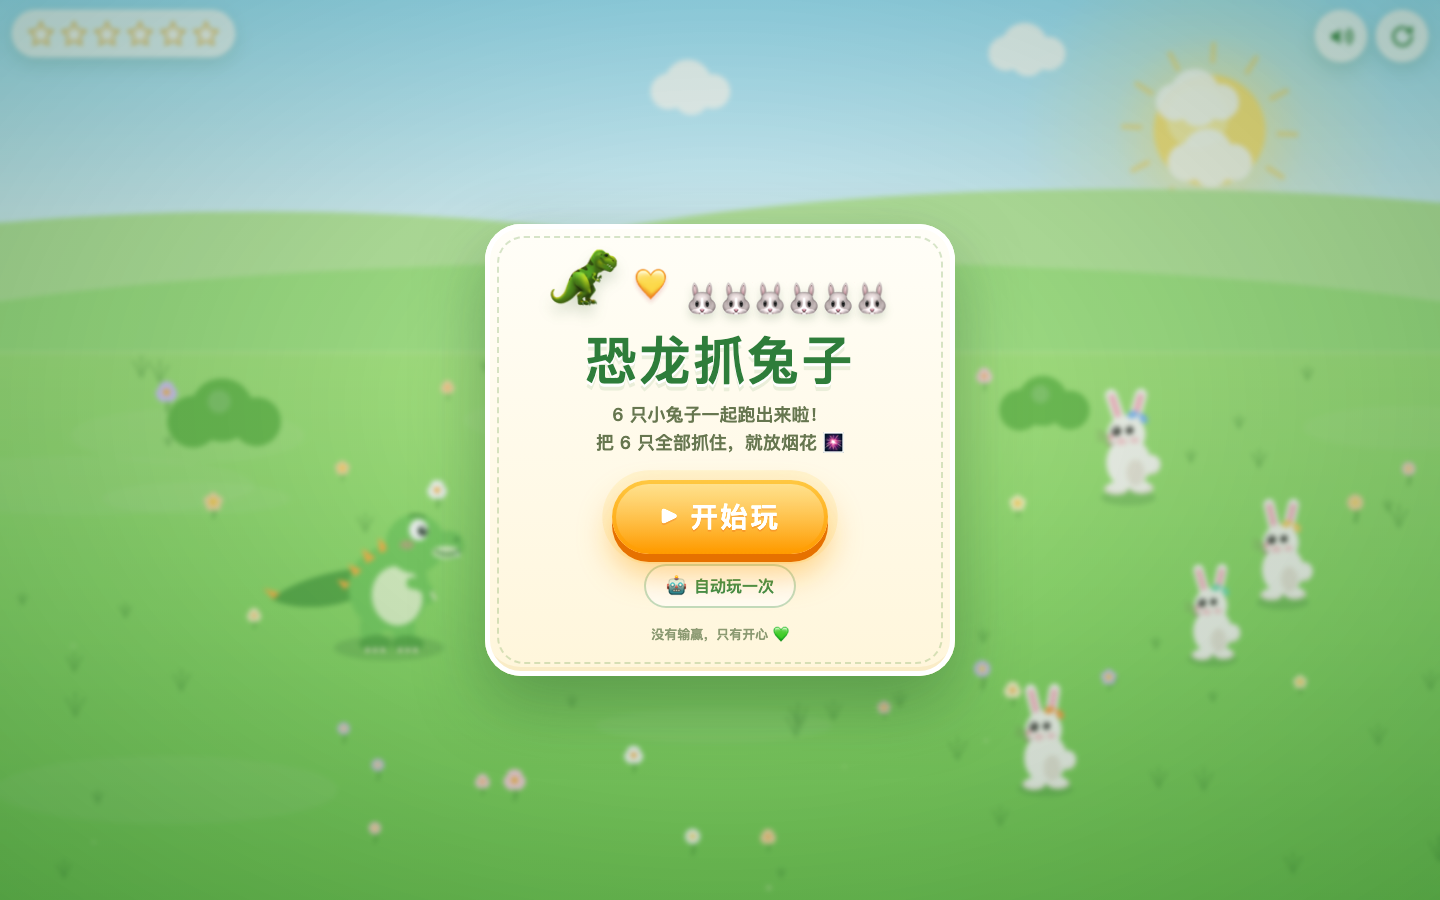 恐龙抓兔子
6 只小兔子一起跑出来啦！
把 6 只全部抓住，就放烟花 🎆
▶ 开始玩
🤖 自动玩一次
没有输赢，只有开心 💚